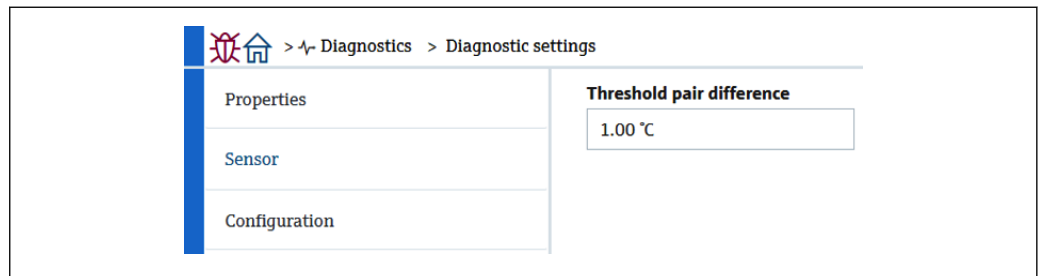 > Diagnostics > Diagnostic settings
Properties
Sensor
Configuration
Threshold pair difference
1.00 °C